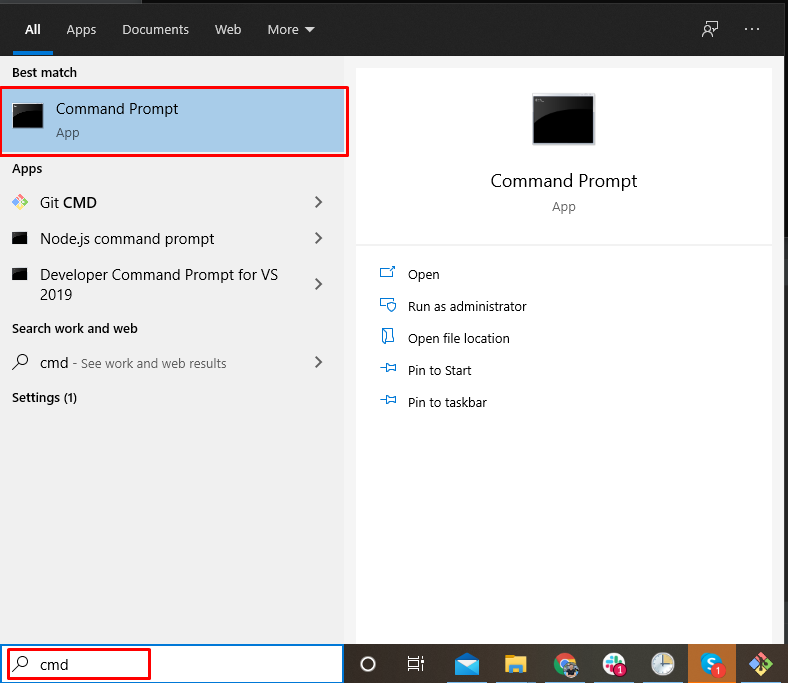 All Apps Documents Web More
Best match
Command Prompt
App
Apps
Git CMD
Node.js command prompt
Developer Command Prompt for VS
2019
Search work and web
cmd - See work and web results
Settings (1)
Command Prompt
App
Open
Run as administrator
Open file location
Pin to Start
Pin to taskbar
cmd
1
S 1